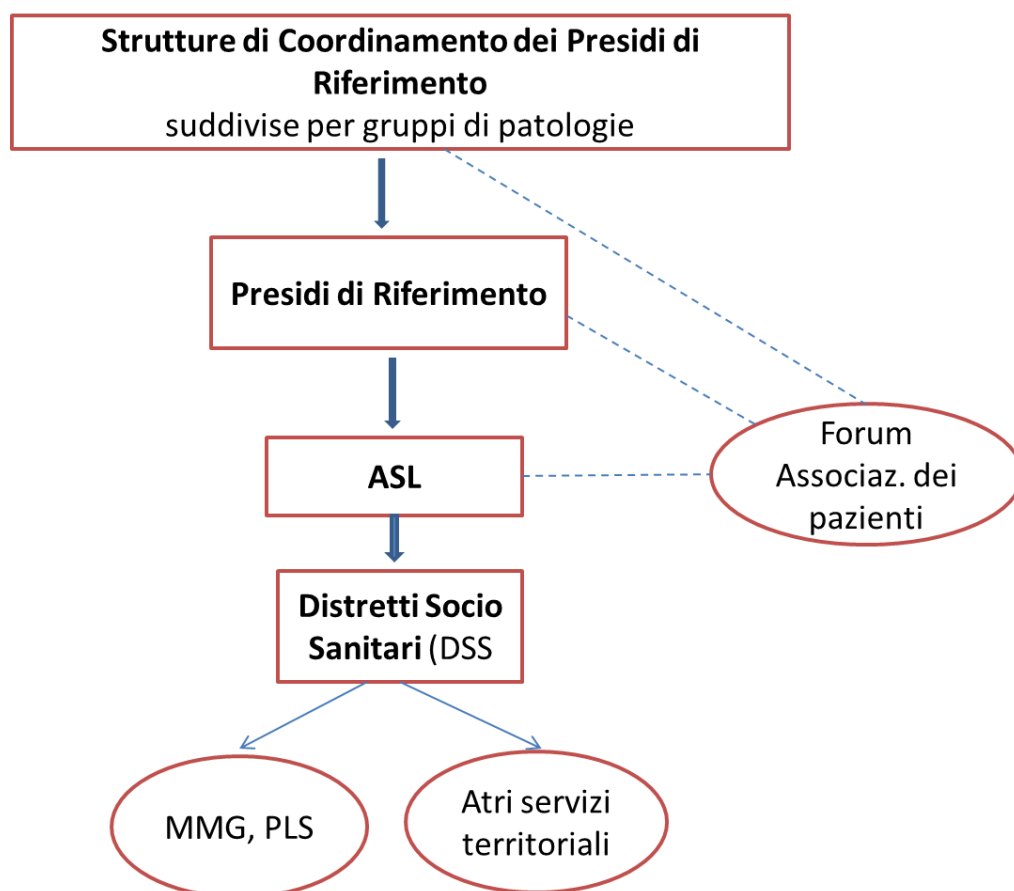 Strutture di Coordinamento dei Presidi di
Riferimento
suddivise per gruppi di patologie
Presidi di Riferimento
ASL
Forum
Associaz. dei
pazienti
Distretti Socio
Sanitari (DSS
MMG, PLS
Atri servizi
territoriali